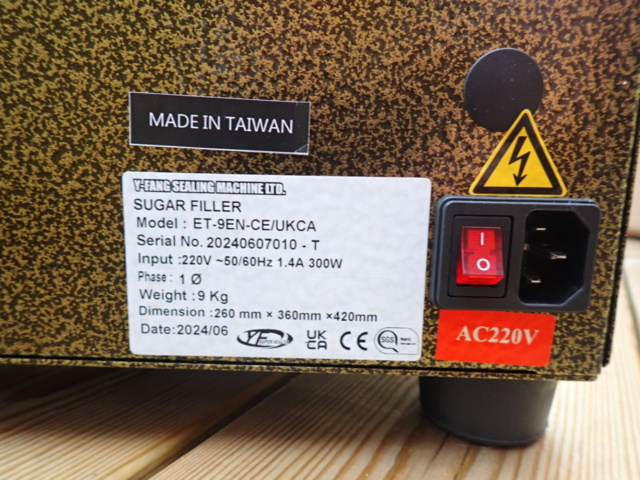 MADE IN TAIWAN
Y-FANG SEALING MACHINE LTD.
SUGAR FILLER
Model : ET-9EN-CE/UKCA
Serial No. 20240607010 - T
Input :220V ~50/60Hz 1.4A 300W
Phase : 1 Ø
Weight : 9 Kg
Dimension :260 mm × 360mm ×420mm
Date:2024/06
YF
UK
CA
CE
SGS
I
O
AC220V